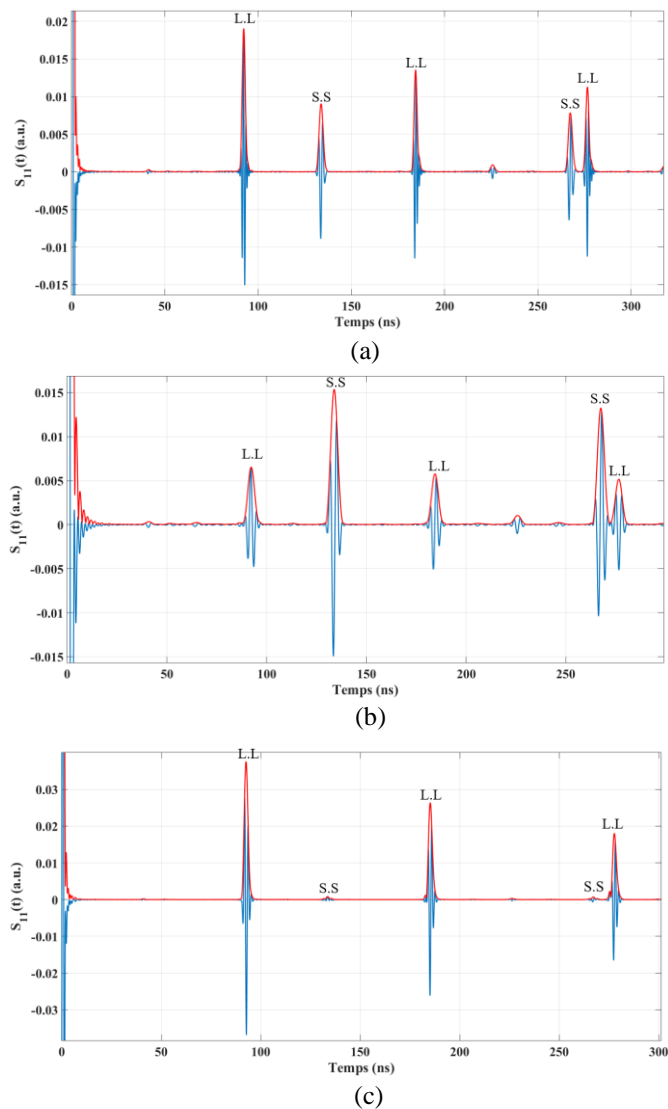 L.L
L.L
L.L
S.S
S.S
0.02
0.015
0.01
0.005
0
-0.005
-0.01
-0.015
S11(t) (a.u.)
0 50 100 150 200 250 300
Temps (ns)
(a)
S.S
S.S
L.L
L.L
L.L
0.015
0.01
0.005
0
-0.005
-0.01
-0.015
S11(t) (a.u.)
0 50 100 150 200 250
Temps (ns)
(b)
L.L
L.L
L.L
S.S
S.S
0.03
0.02
0.01
0
-0.01
-0.02
-0.03
S11(t) (a.u.)
0 50 100 150 200 250 300
Temps (ns)
(c)